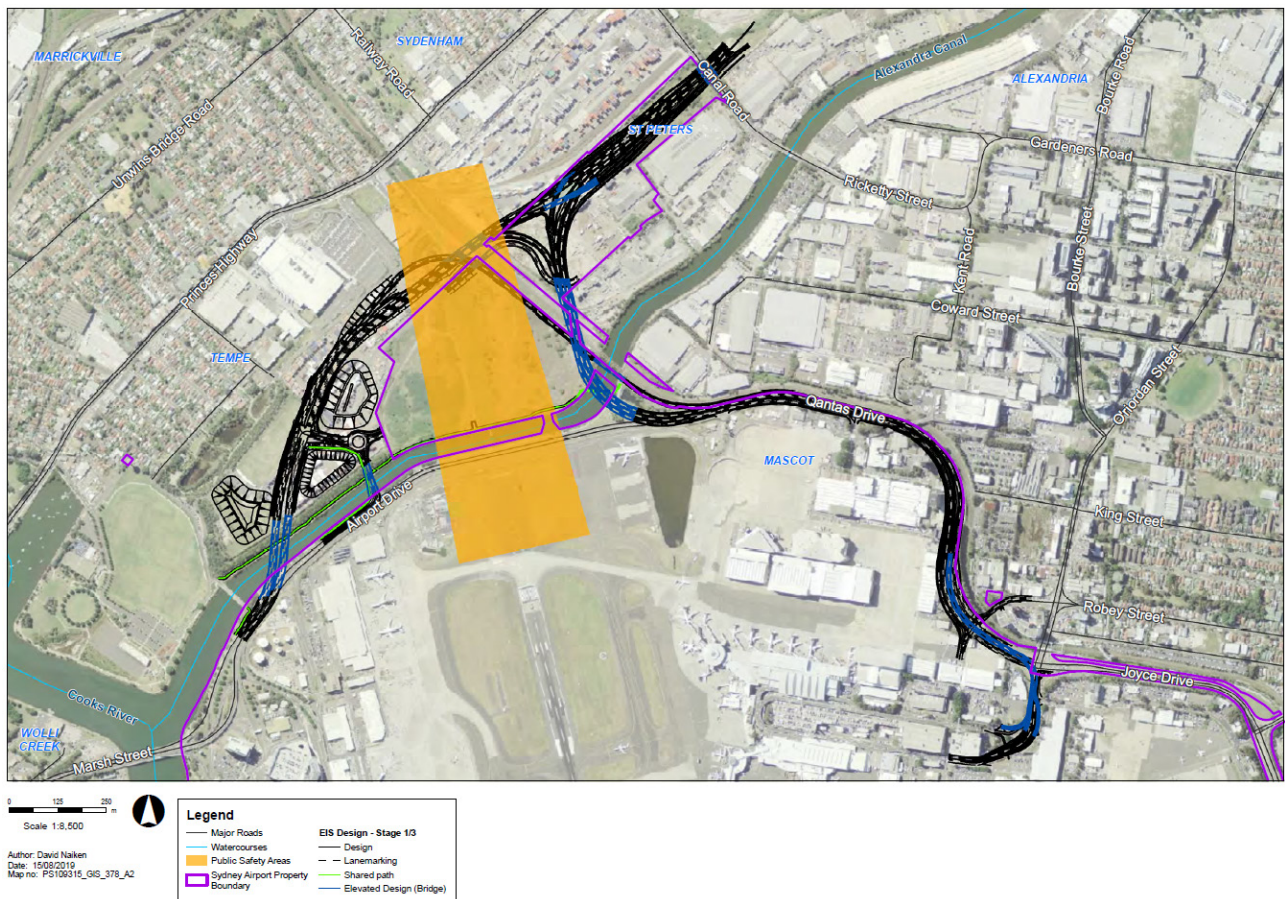 MARRICKVILLE
SYDENHAM
Railway Road
Canal Road
Alexandra Canal
ALEXANDRIA
Bourke Road
Unwins Bridge Road
ST PETERS
Gardeners Road
Ricketty Street
Princes Highway
Kent Road
Bourke Street
Coward Street
TEMPE
O'riordan Street
Qantas Drive
MASCOT
Airport Drive
King Street
Robey Street
Joyce Drive
Cooks River
WOLLI
CREEK
Marsh Street
0 125 250
m
Scale 1:8,500
Author: David Naiken
Date: 15/08/2019
Map no: PS109315_GIS_378_A2
Legend
Major Roads
Watercourses
Public Safety Areas
Sydney Airport Property
Boundary
EIS Design - Stage 1/3
Design
Lanemarking
Shared path
Elevated Design (Bridge)